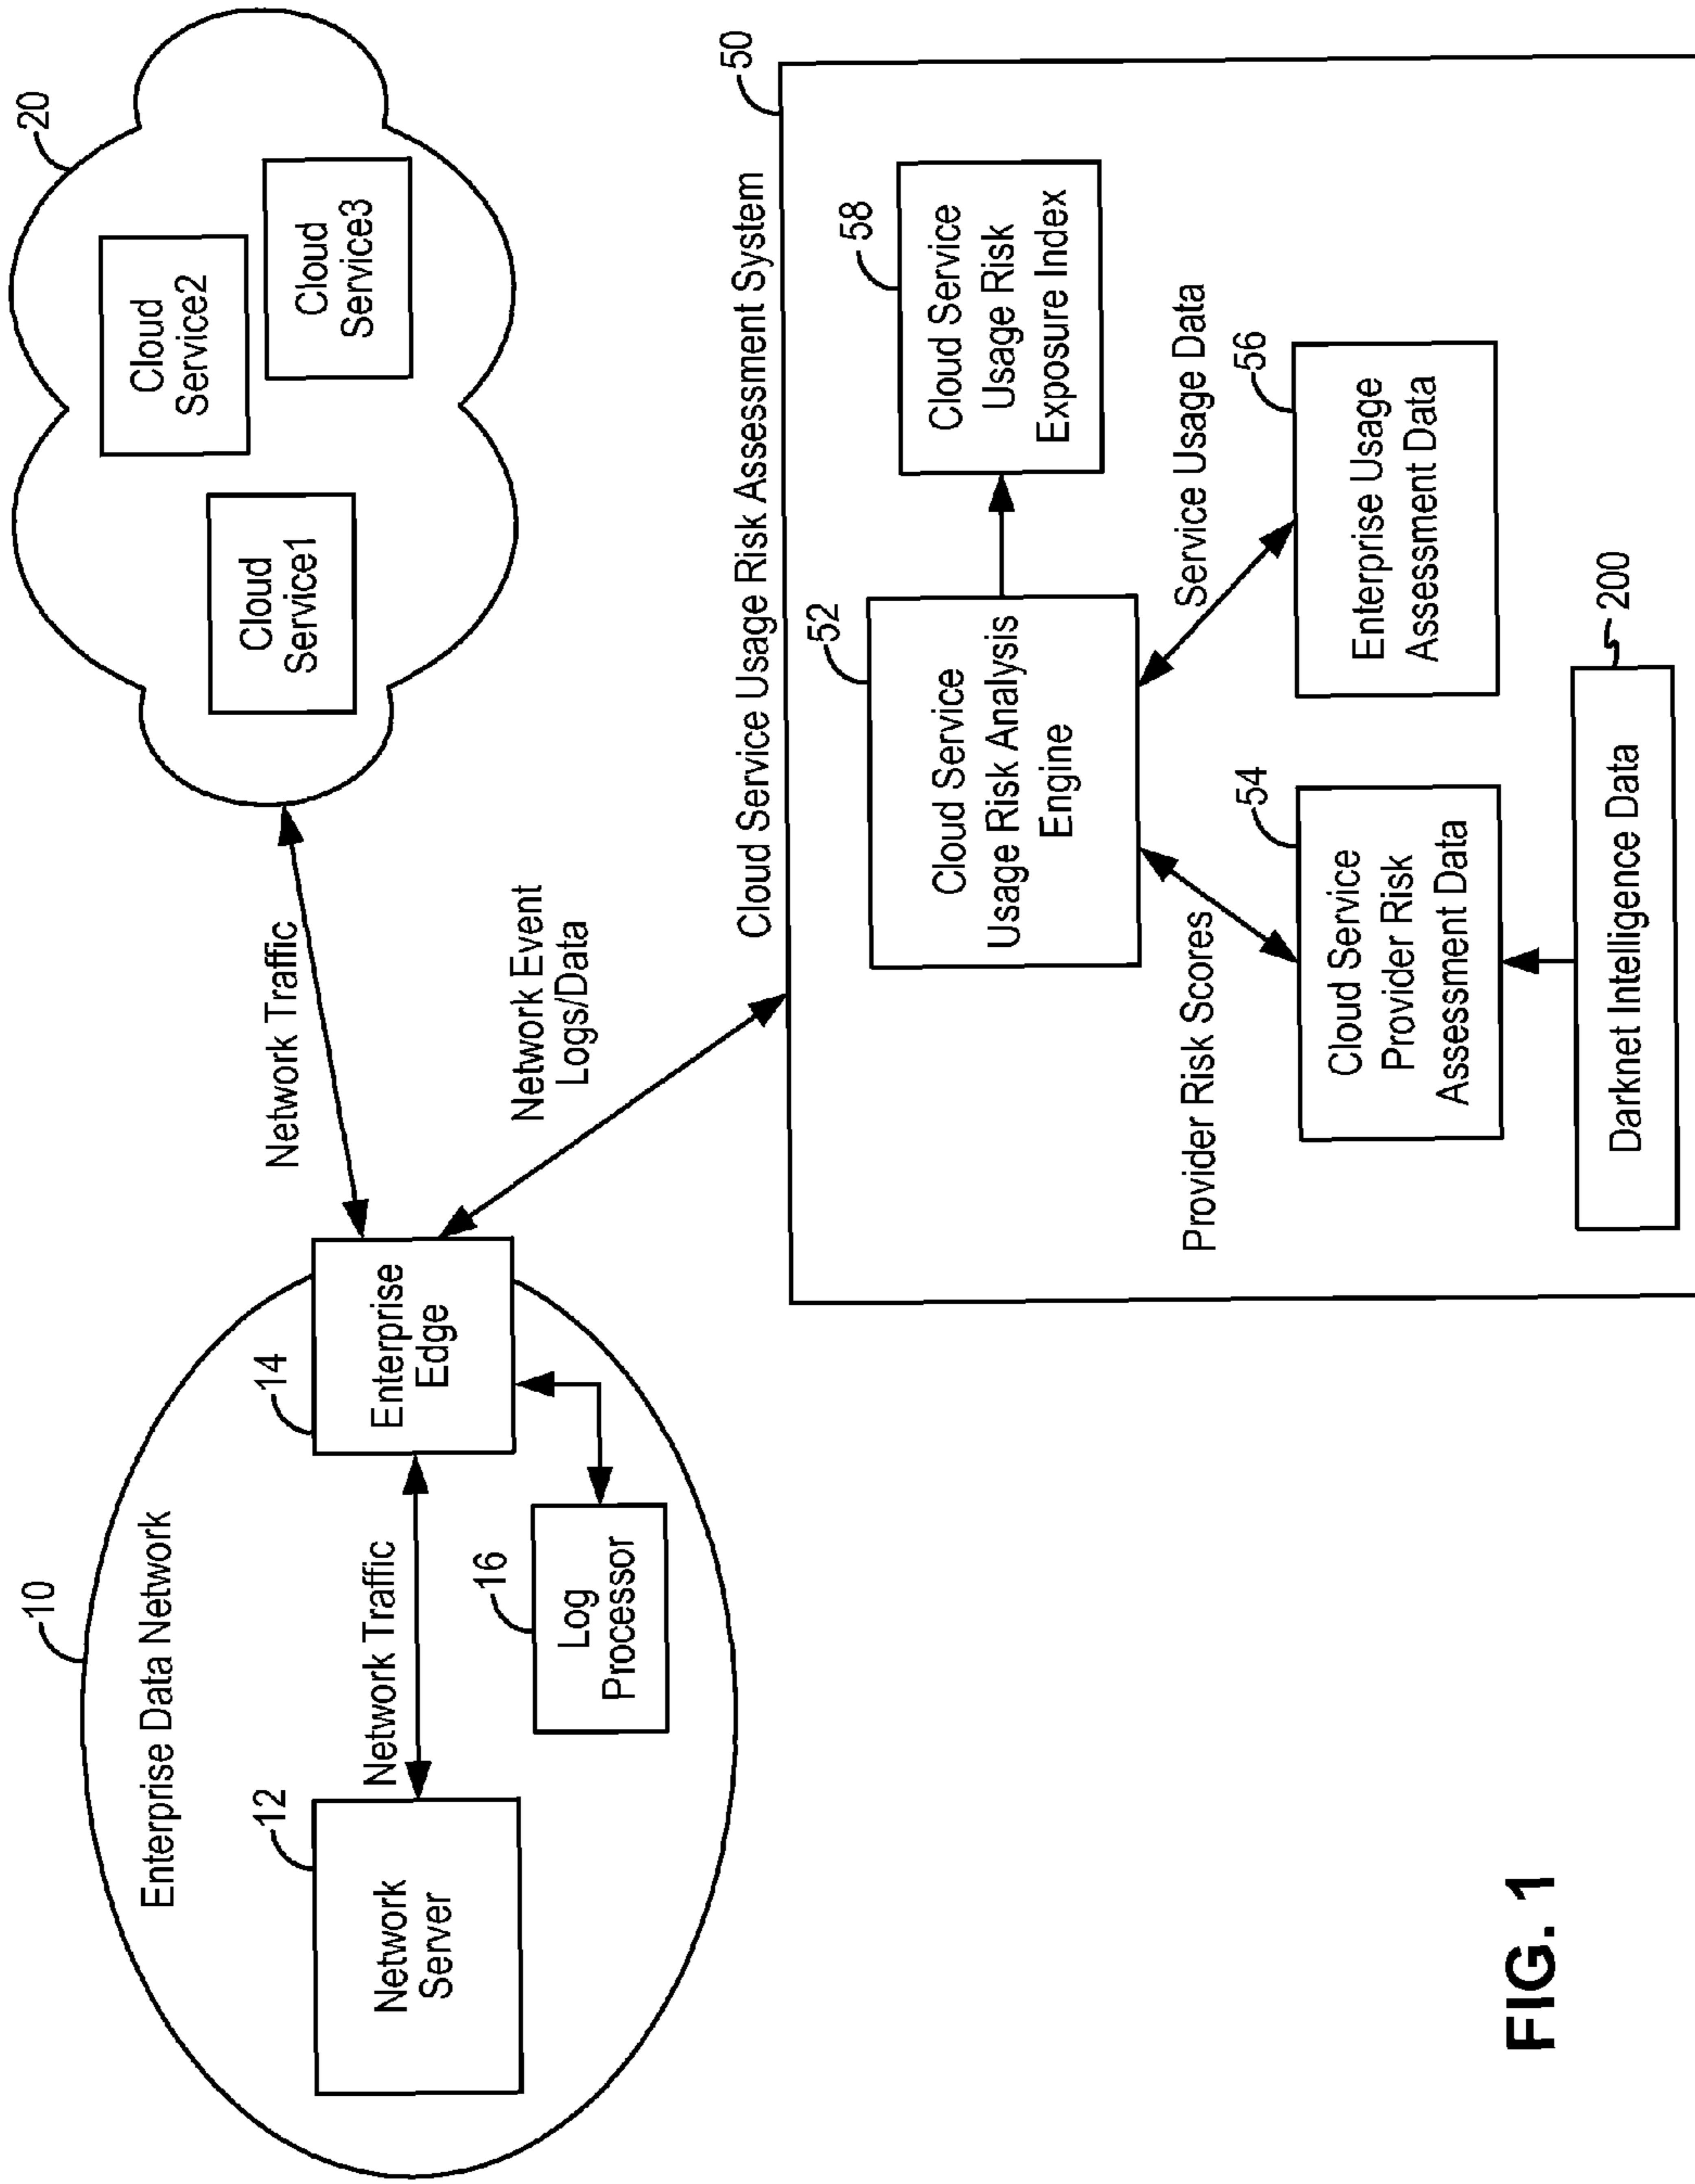 10
Enterprise Data Network
12
Network
Server
Network Traffic
14
Enterprise
Edge
16
Log
Processor
Network Traffic
20
Cloud
Service1
Cloud
Service2
Cloud
Service3
Network Event
Logs/Data
Cloud Service Usage Risk Assessment System
50
52
Cloud Service
Usage Risk Analysis
Engine
58
Cloud Service
Usage Risk
Exposure Index
Provider Risk Scores
Service Usage Data
54
Cloud Service
Provider Risk
Assessment Data
56
Enterprise Usage
Assessment Data
Darknet Intelligence Data
200
FIG. 1